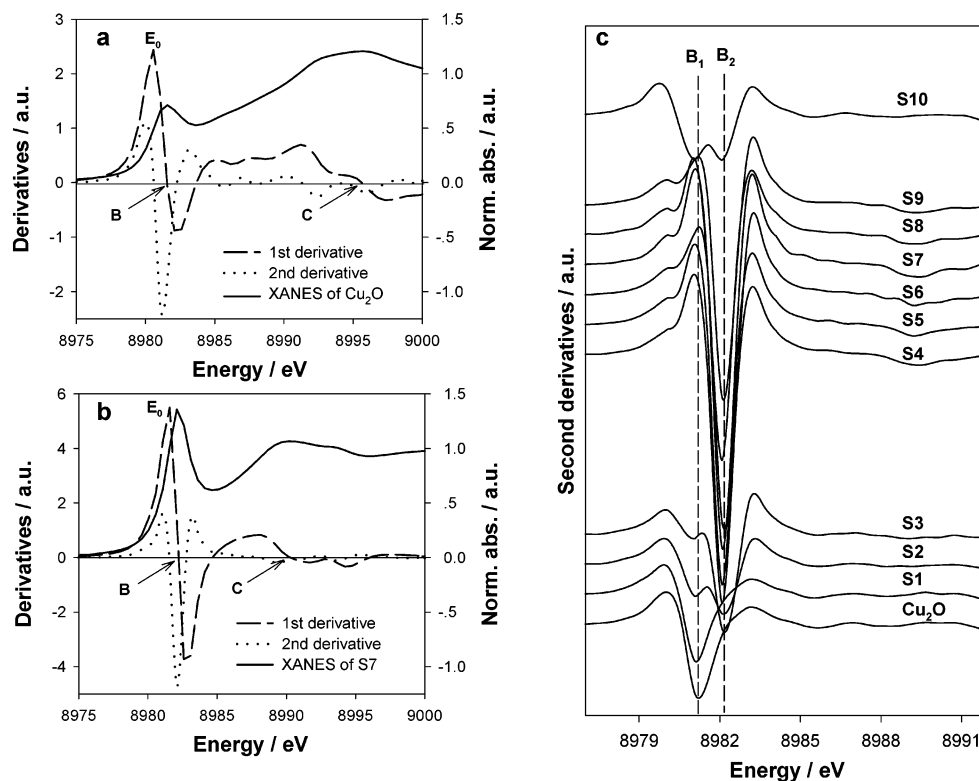 a
E₀
B
C
1st derivative
2nd derivative
XANES of Cu₂O
3
2
1
0
-1
-2
1.5
1.0
.5
0.0
-.5
-1.0
8975 8980 8985 8990 8995 9000
Derivatives / a.u.
Norm. abs. / a.u.
Energy / eV
b
E₀
B
C
1st derivative
2nd derivative
XANES of S7
6
4
2
0
-2
-4
1.5
1.0
.5
0.0
-.5
-1.0
8975 8980 8985 8990 8995 9000
Derivatives / a.u.
Norm. abs. / a.u.
Energy / eV
c
B₁ B₂
S10
S9
S8
S7
S6
S5
S4
S3
S2
S1
Cu₂O
Second derivatives / a.u.
8979 8982 8985 8988 8991
Energy / eV